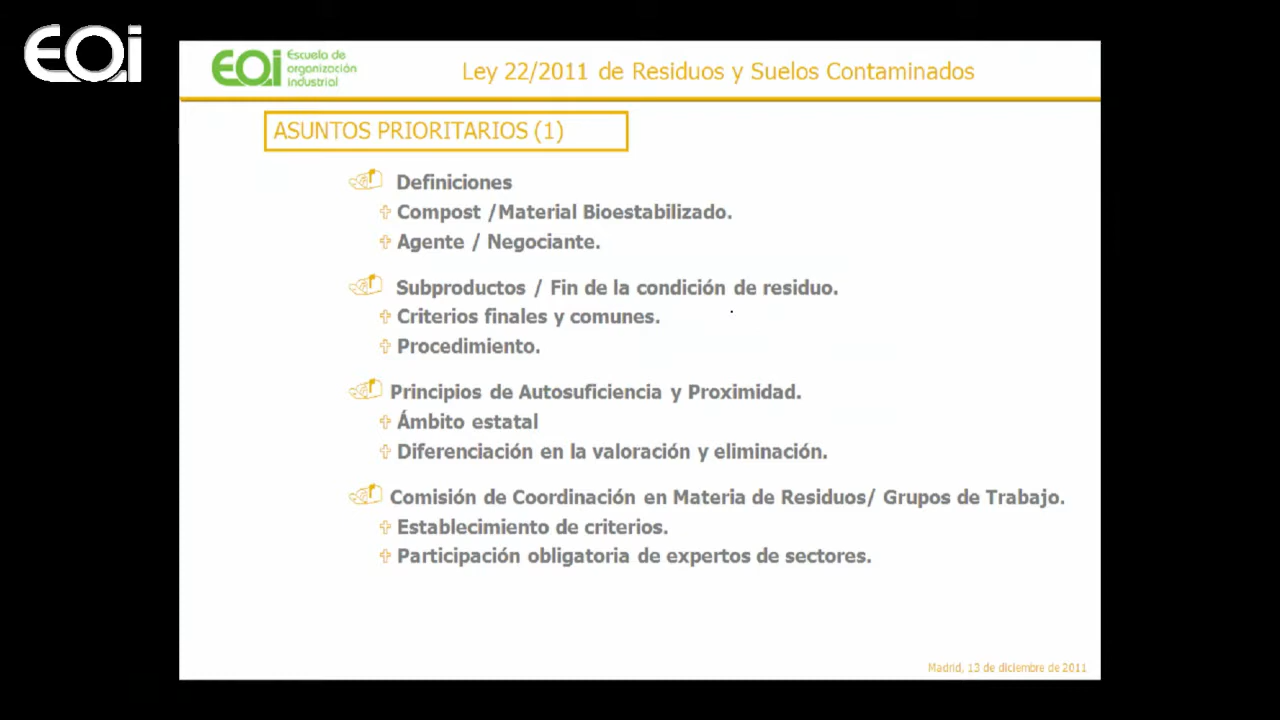 EOi
EOi Escuela de
organización
industrial
Ley 22/2011 de Residuos y Suelos Contaminados
ASUNTOS PRIORITARIOS (1)
Definiciones
Compost /Material Bioestabilizado.
Agente / Negociante.
Subproductos / Fin de la condición de residuo.
Criterios finales y comunes.
Procedimiento.
Principios de Autosuficiencia y Proximidad.
Ámbito estatal
Diferenciación en la valoración y eliminación.
Comisión de Coordinación en Materia de Residuos/ Grupos de Trabajo.
Establecimiento de criterios.
Participación obligatoria de expertos de sectores.
Madrid, 13 de diciembre de 2011